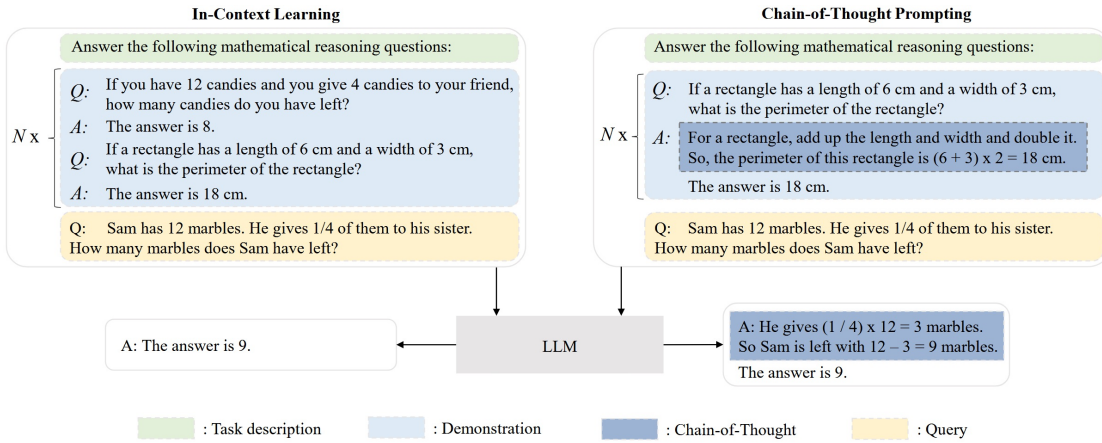 In-Context Learning
Answer the following mathematical reasoning questions:
N x
Q: If you have 12 candies and you give 4 candies to your friend,
how many candies do you have left?
A: The answer is 8.
Q: If a rectangle has a length of 6 cm and a width of 3 cm,
what is the perimeter of the rectangle?
A: The answer is 18 cm.
Q: Sam has 12 marbles. He gives 1/4 of them to his sister.
How many marbles does Sam have left?
Chain-of-Thought Prompting
Answer the following mathematical reasoning questions:
N x
Q: If a rectangle has a length of 6 cm and a width of 3 cm,
what is the perimeter of the rectangle?
A: For a rectangle, add up the length and width and double it.
So, the perimeter of this rectangle is (6 + 3) x 2 = 18 cm.
The answer is 18 cm.
Q: Sam has 12 marbles. He gives 1/4 of them to his sister.
How many marbles does Sam have left?
A: The answer is 9.
LLM
A: He gives (1 / 4) x 12 = 3 marbles.
So Sam is left with 12 – 3 = 9 marbles.
The answer is 9.
: Task description
: Demonstration
: Chain-of-Thought
: Query